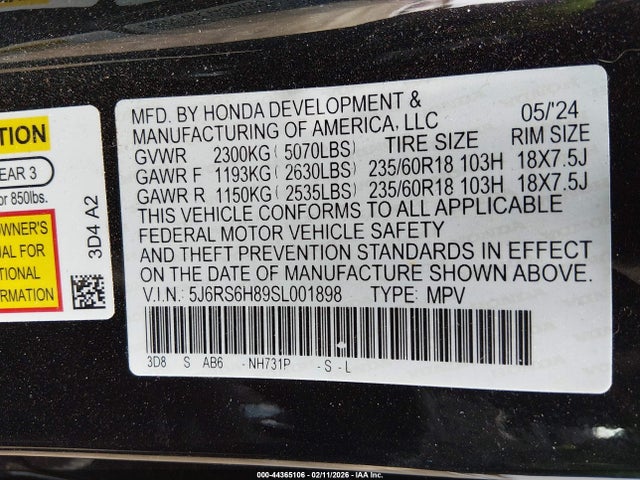 TION
EAR 3
or 850lbs.
OWNER'S
UAL FOR
TIONAL
FORMATION
3D4 A2
MFD. BY HONDA DEVELOPMENT &
MANUFACTURING OF AMERICA, LLC 05/'24
GVWR 2300KG (5070LBS) TIRE SIZE RIM SIZE
GAWR F 1193KG (2630LBS) 235/60R18 103H 18X7.5J
GAWR R 1150KG (2535LBS) 235/60R18 103H 18X7.5J
THIS VEHICLE CONFORMS TO ALL APPLICABLE
FEDERAL MOTOR VEHICLE SAFETY
AND THEFT PREVENTION STANDARDS IN EFFECT
ON THE DATE OF MANUFACTURE SHOWN ABOVE.
V.I.N.: 5J6RS6H89SL001898 TYPE: MPV
3D8 S AB6 - NH731P - S - L
000-44365106 - 02/11/2026 - IAA Inc.